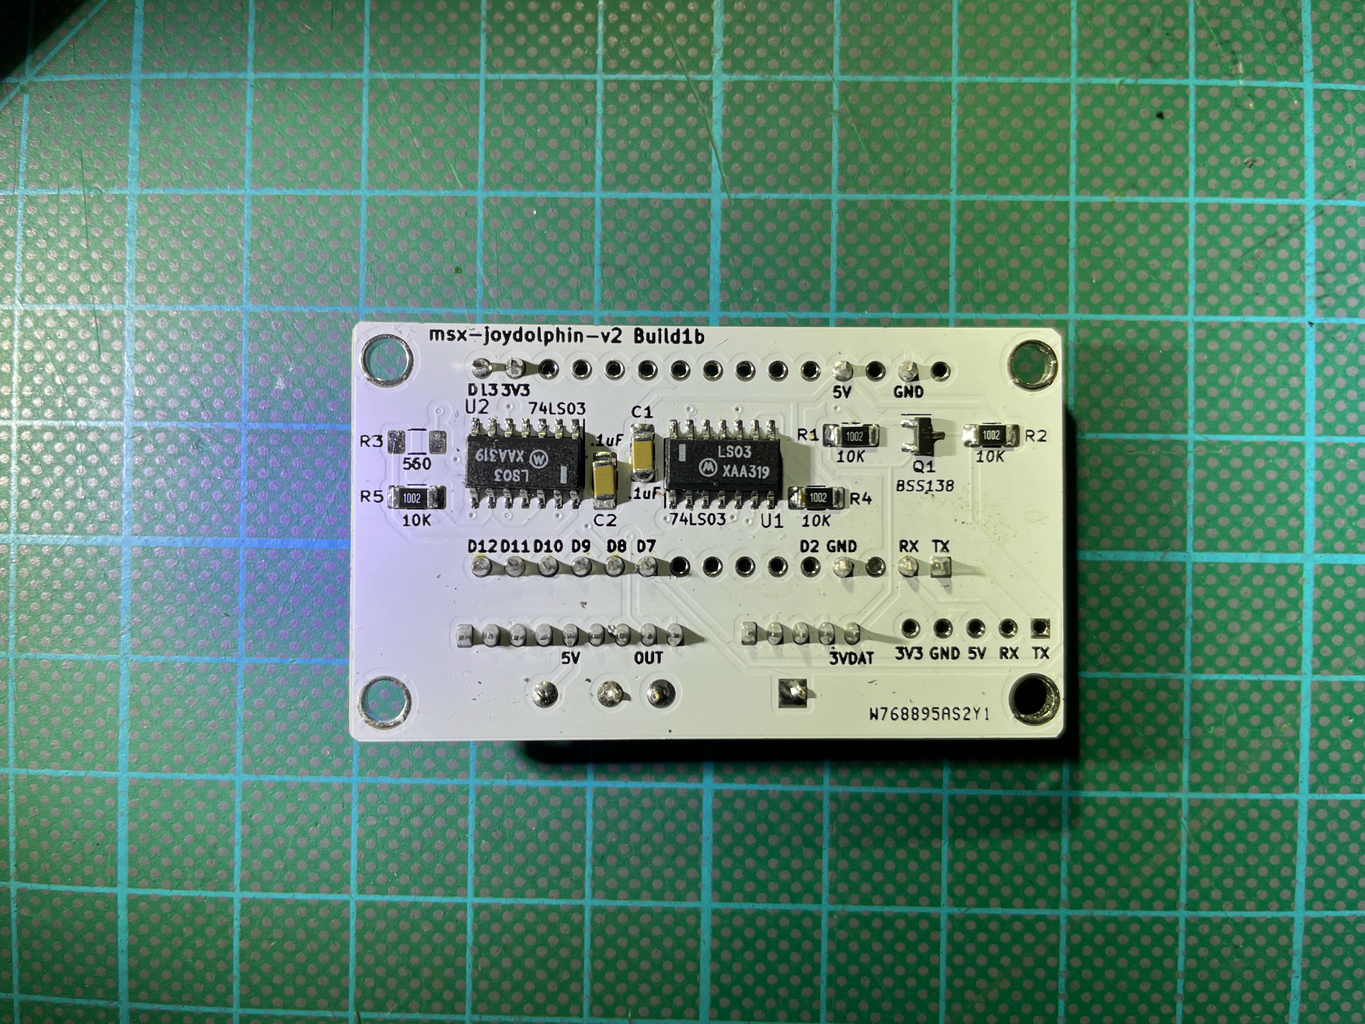 msx-joydolphin-v2 Build1b
D13 3V3
5V
GND
U2
74LS03
C1
R3
560
XAA319
LS03
.1uF
LS03
XAA319
R1
1002
10K
Q1
BSS138
1002
10K
R2
R5
1002
10K
C2
.1uF
74LS03
U1
1002
10K
R4
D12 D11 D10 D9 D8 D7
D2 GND
RX TX
5V
OUT
3VDAT
3V3 GND 5V RX TX
W768895AS2Y1